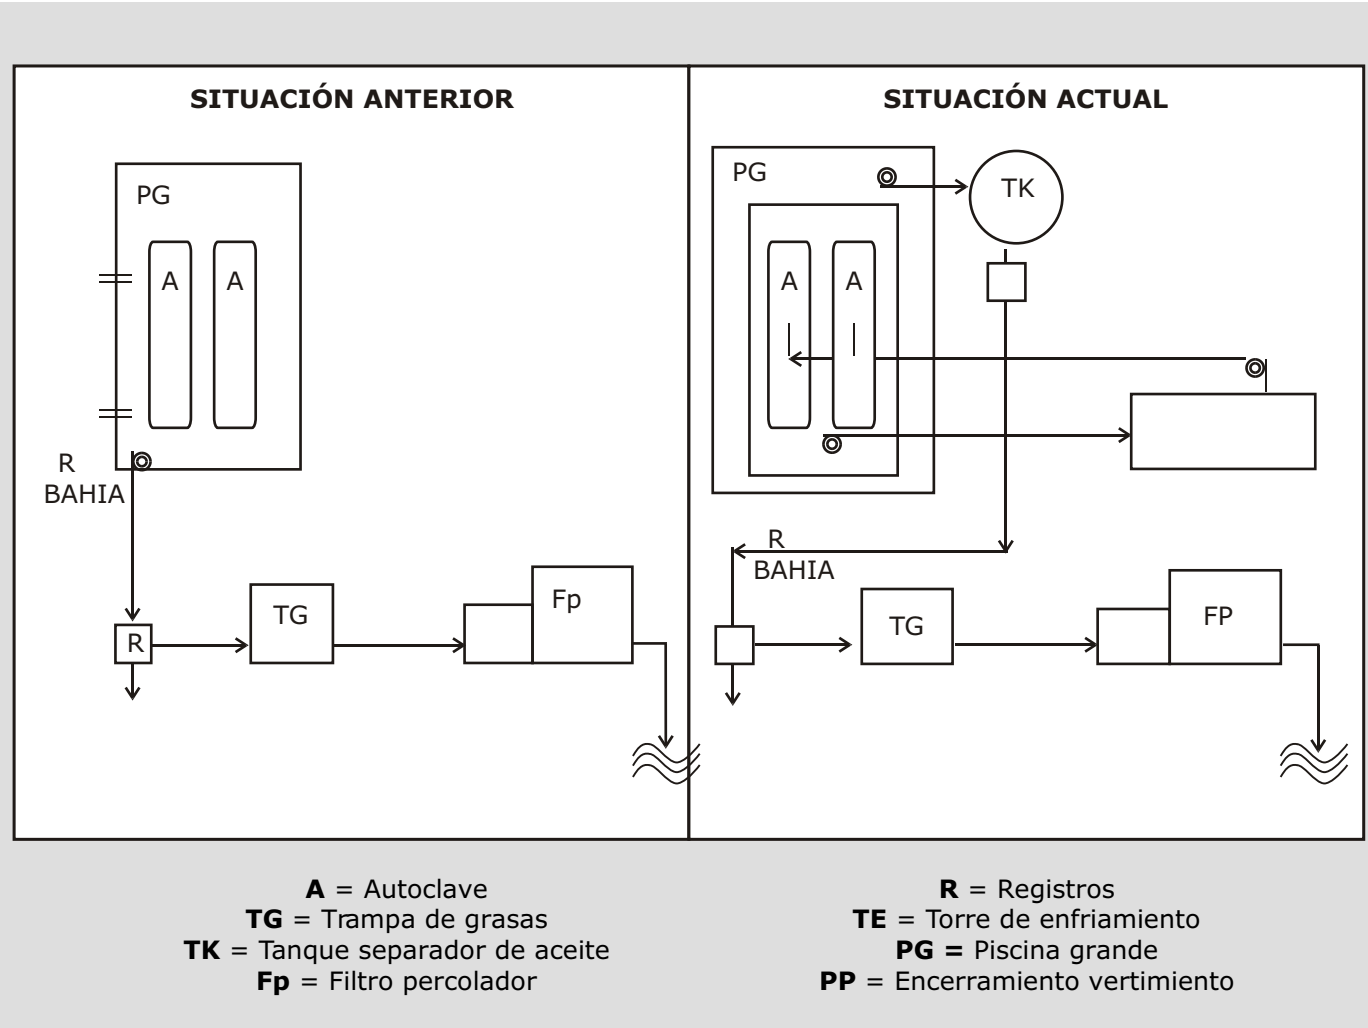 SITUACIÓN ANTERIOR
PG
A A
R
BAHIA
R
TG
Fp
SITUACIÓN ACTUAL
PG
TK
A A
R
BAHIA
TG
FP
A = Autoclave
TG = Trampa de grasas
TK = Tanque separador de aceite
Fp = Filtro percolador
R = Registros
TE = Torre de enfriamiento
PG = Piscina grande
PP = Encerramiento vertimiento